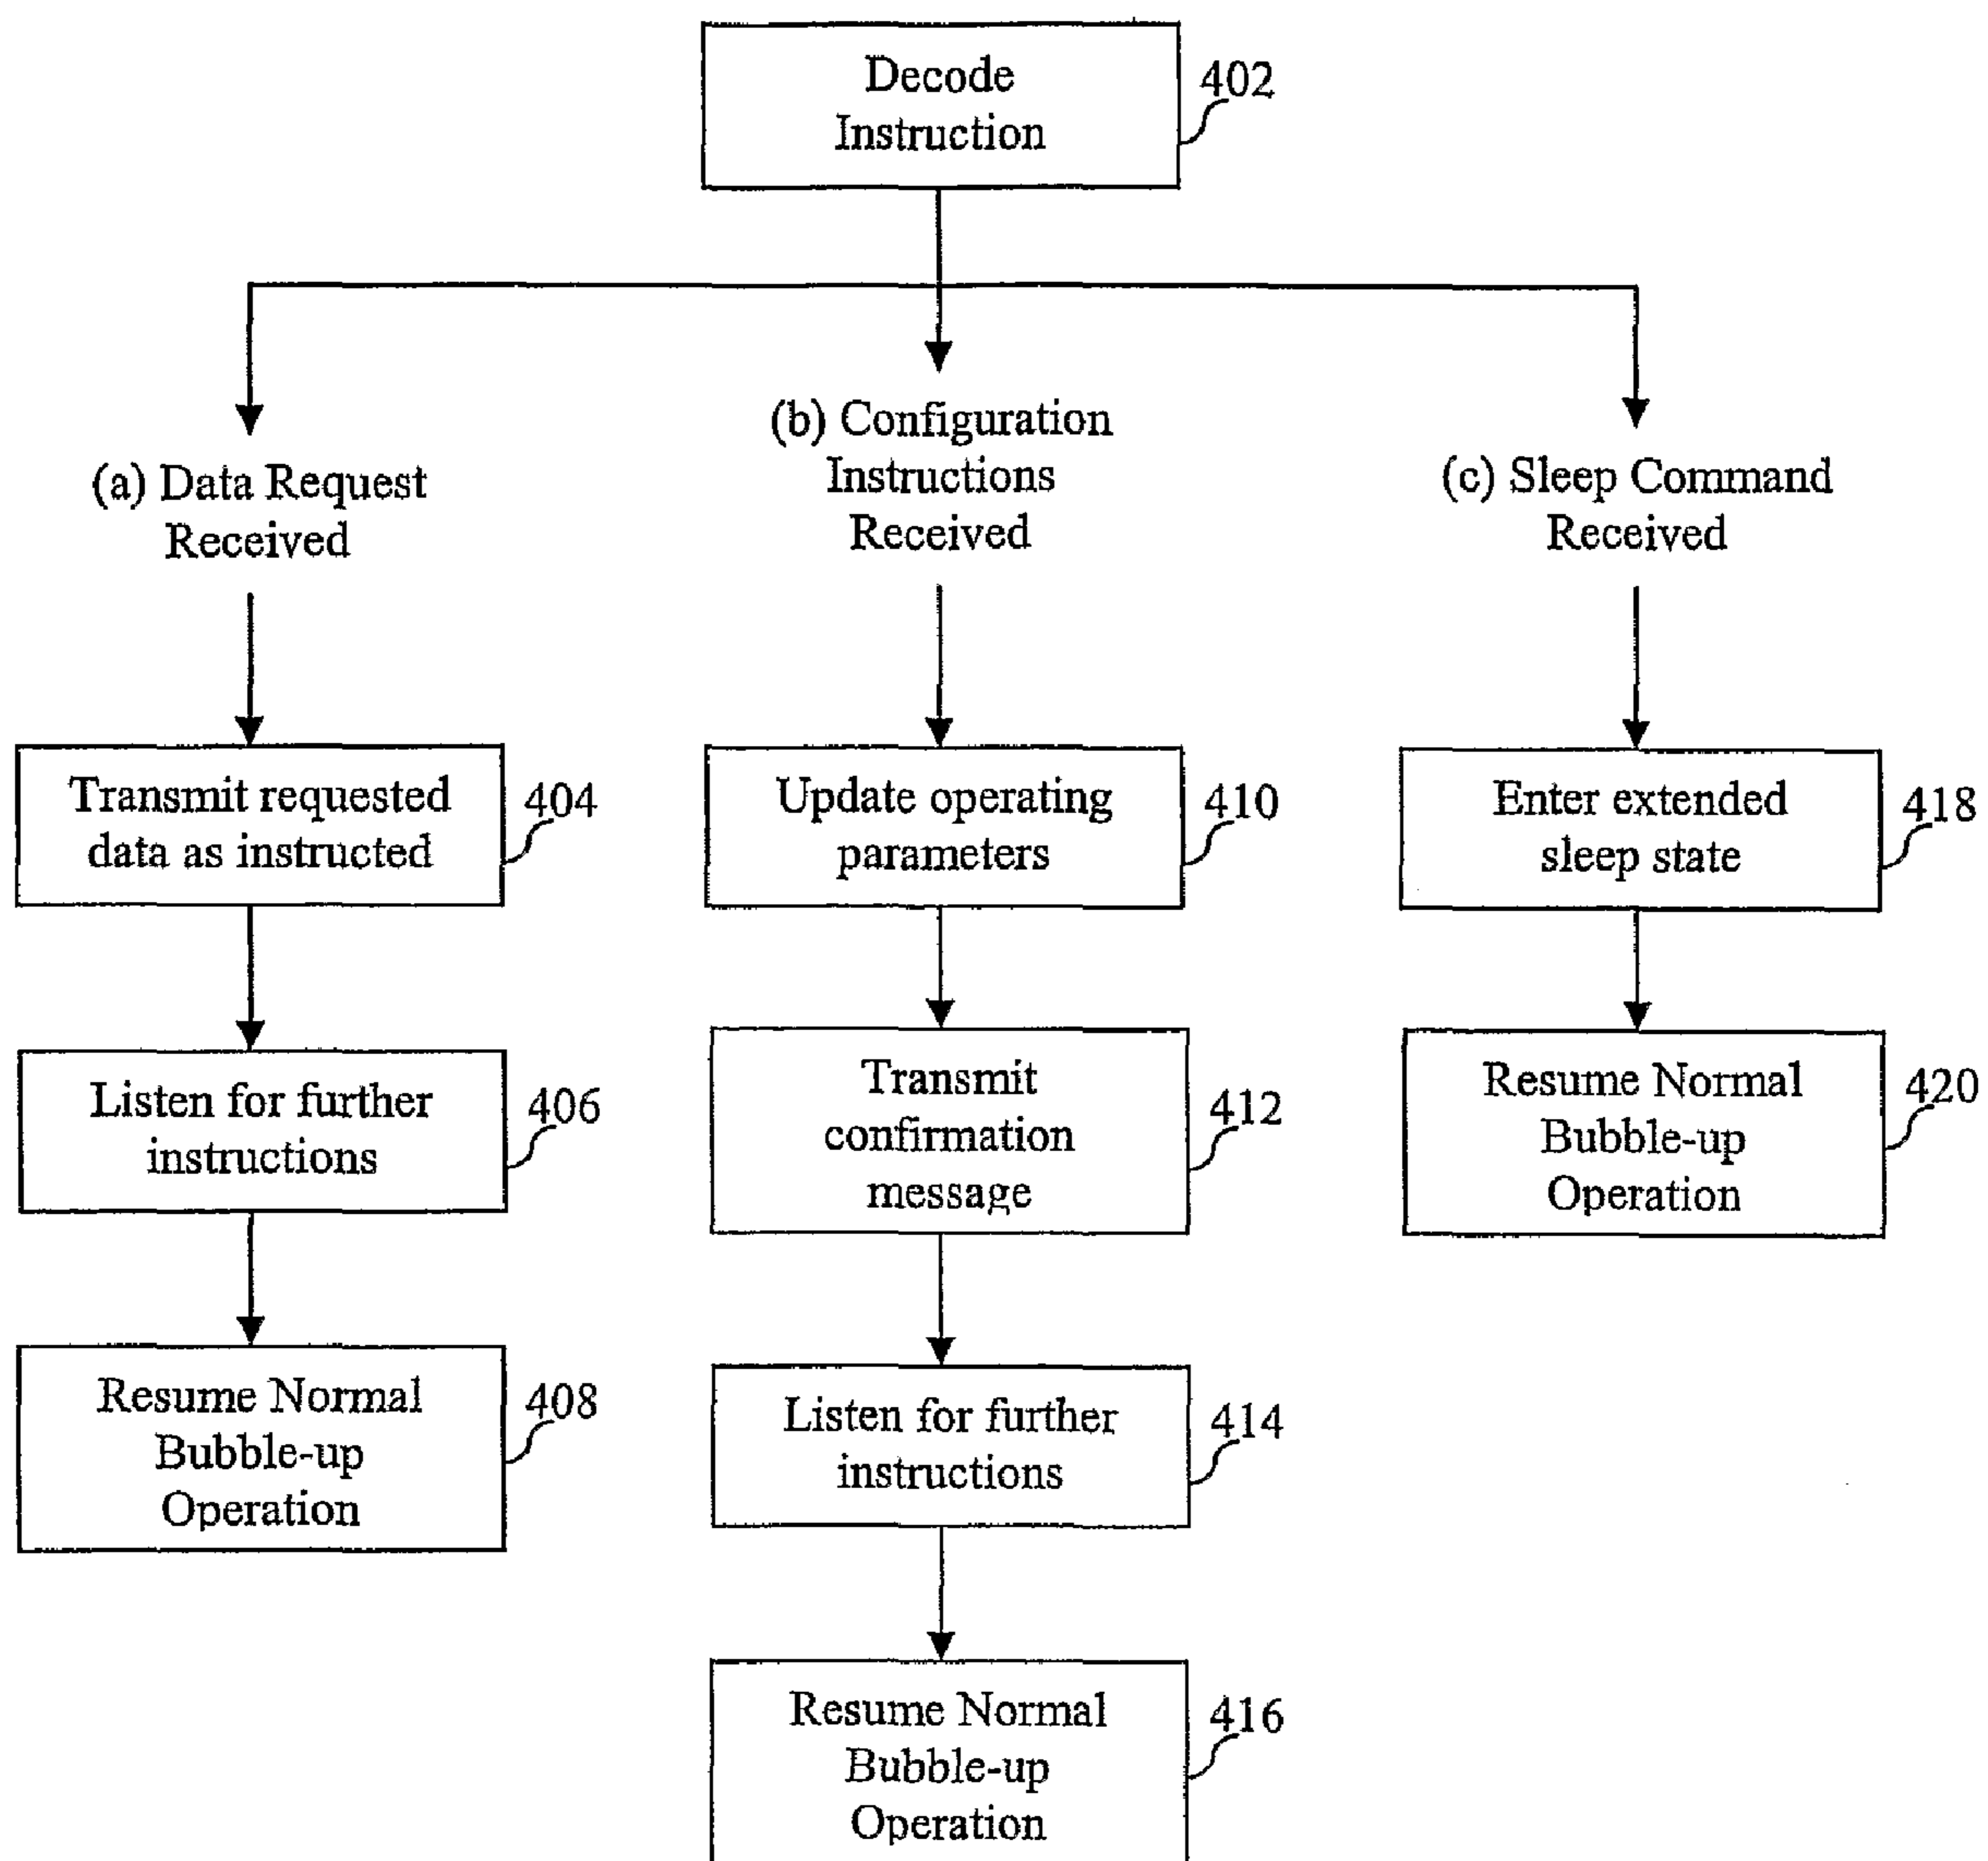 Decode
Instruction
402
(a) Data Request
Received
(b) Configuration
Instructions
Received
(c) Sleep Command
Received
Transmit requested
data as instructed
404
Update operating
parameters
410
Enter extended
sleep state
418
Listen for further
instructions
406
Transmit
confirmation
message
412
Resume Normal
Bubble-up
Operation
420
Resume Normal
Bubble-up
Operation
408
Listen for further
instructions
414
Resume Normal
Bubble-up
Operation
416